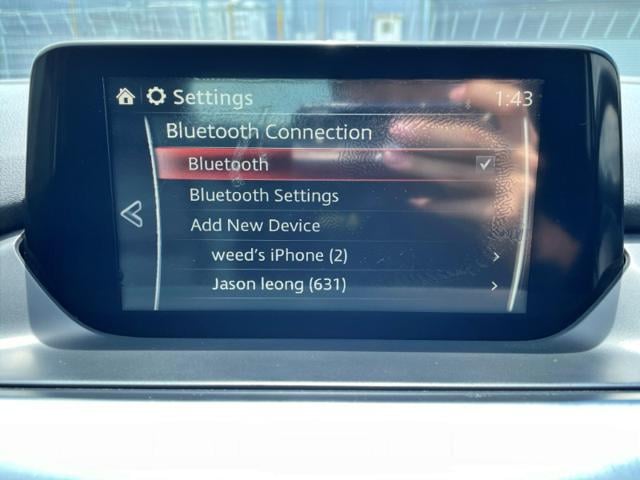 Settings
1:43
Bluetooth Connection
Bluetooth
Bluetooth Settings
Add New Device
weed's iPhone (2)
Jason leong (631)